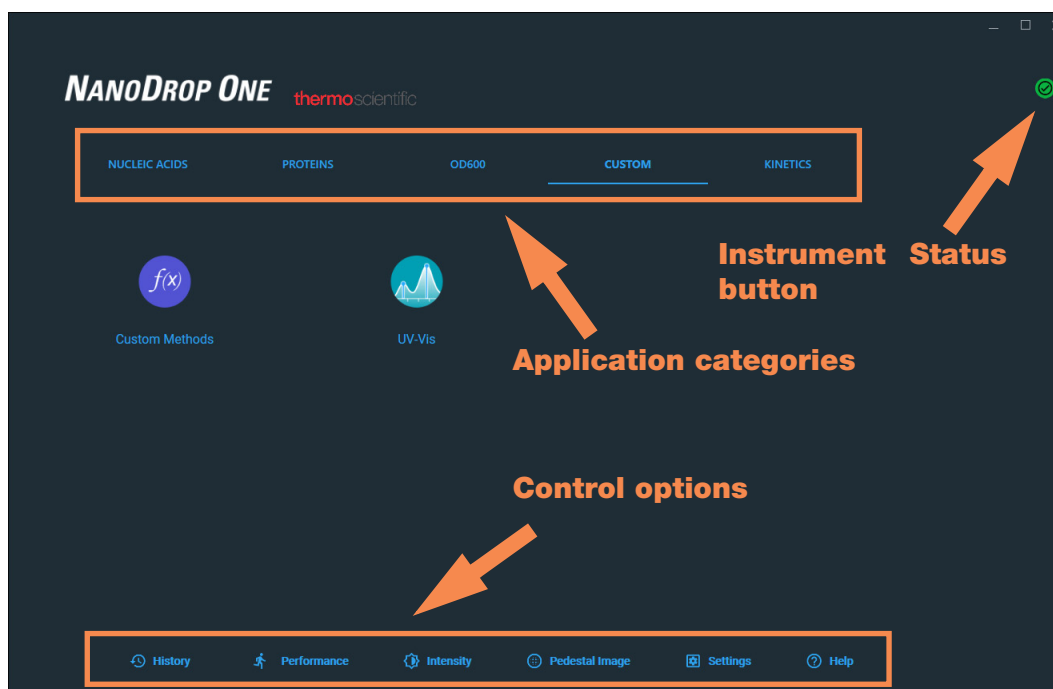 NANODROP ONE thermoscientific
NUCLEIC ACIDS PROTEINS OD600 CUSTOM KINETICS
Instrument Status
button
f(x)
Custom Methods UV-Vis
Application categories
Control options
History Performance Intensity Pedestal Image Settings Help